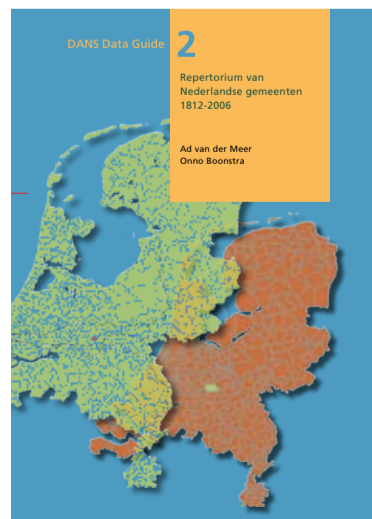 DANS Data Guide 2
Repertorium van
Nederlandse gemeenten
1812-2006
Ad van der Meer
Onno Boonstra